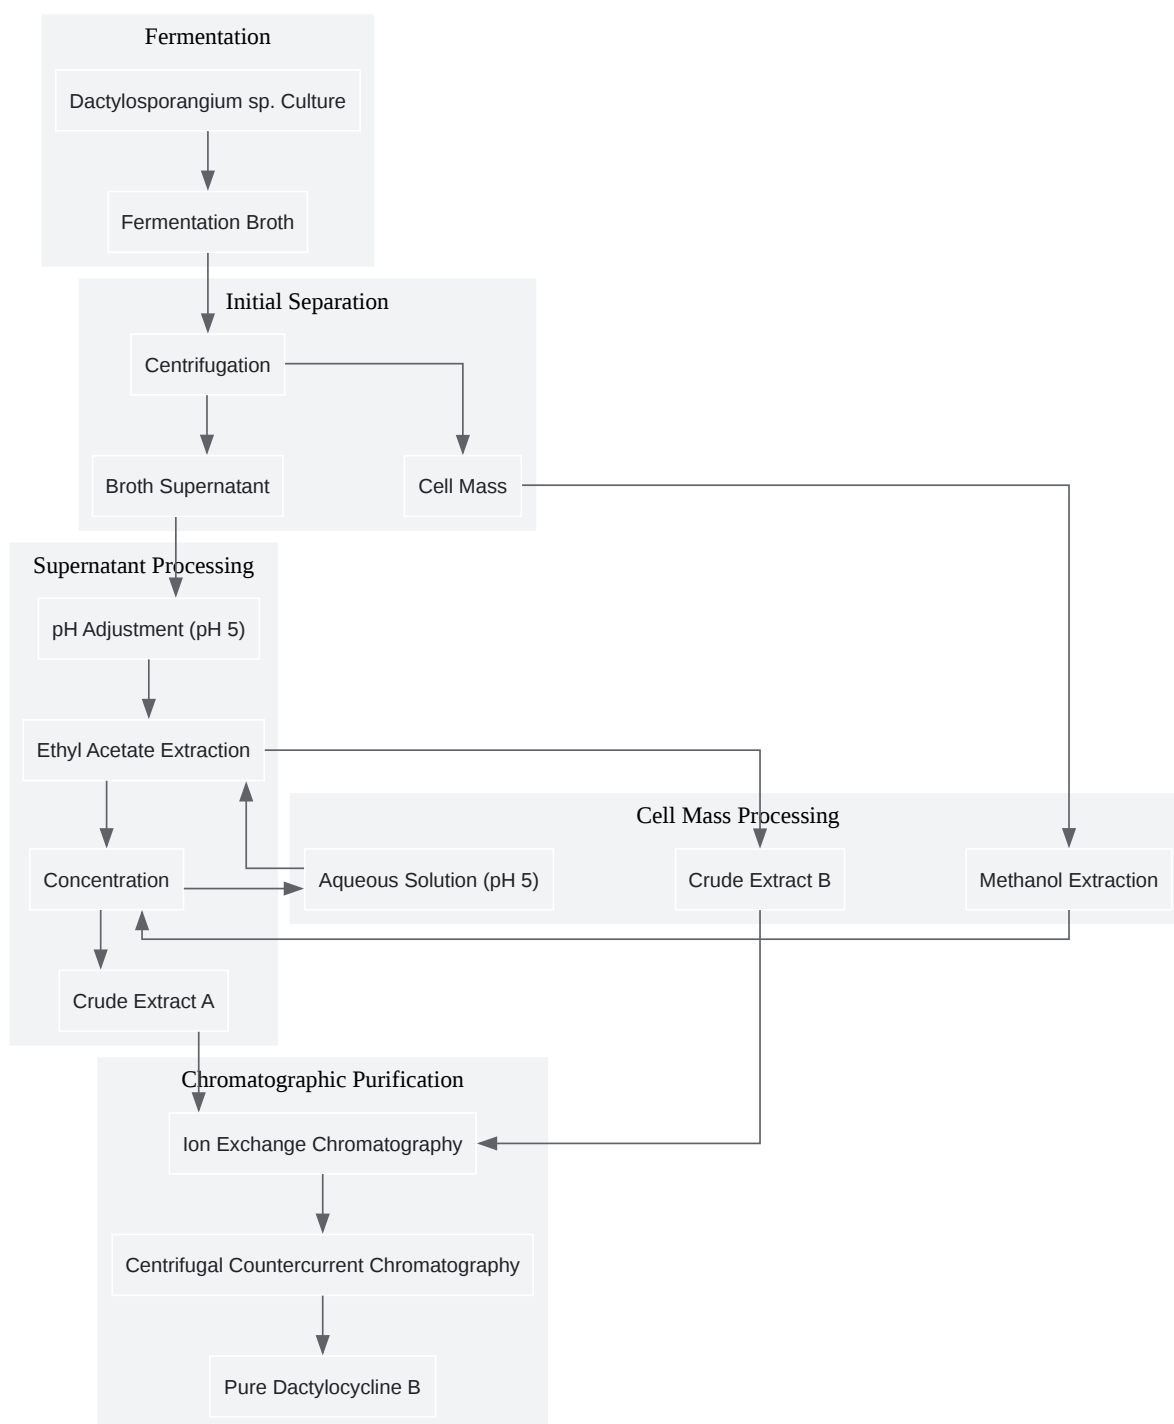 Fermentation
Dactylosporangium sp. Culture
Fermentation Broth
Initial Separation
Centrifugation
Broth Supernatant
Cell Mass
Supernatant Processing
pH Adjustment (pH 5)
Ethyl Acetate Extraction
Cell Mass Processing
Concentration
Aqueous Solution (pH 5)
Crude Extract B
Methanol Extraction
Crude Extract A
Chromatographic Purification
Ion Exchange Chromatography
Centrifugal Countercurrent Chromatography
Pure Dactylocycline B